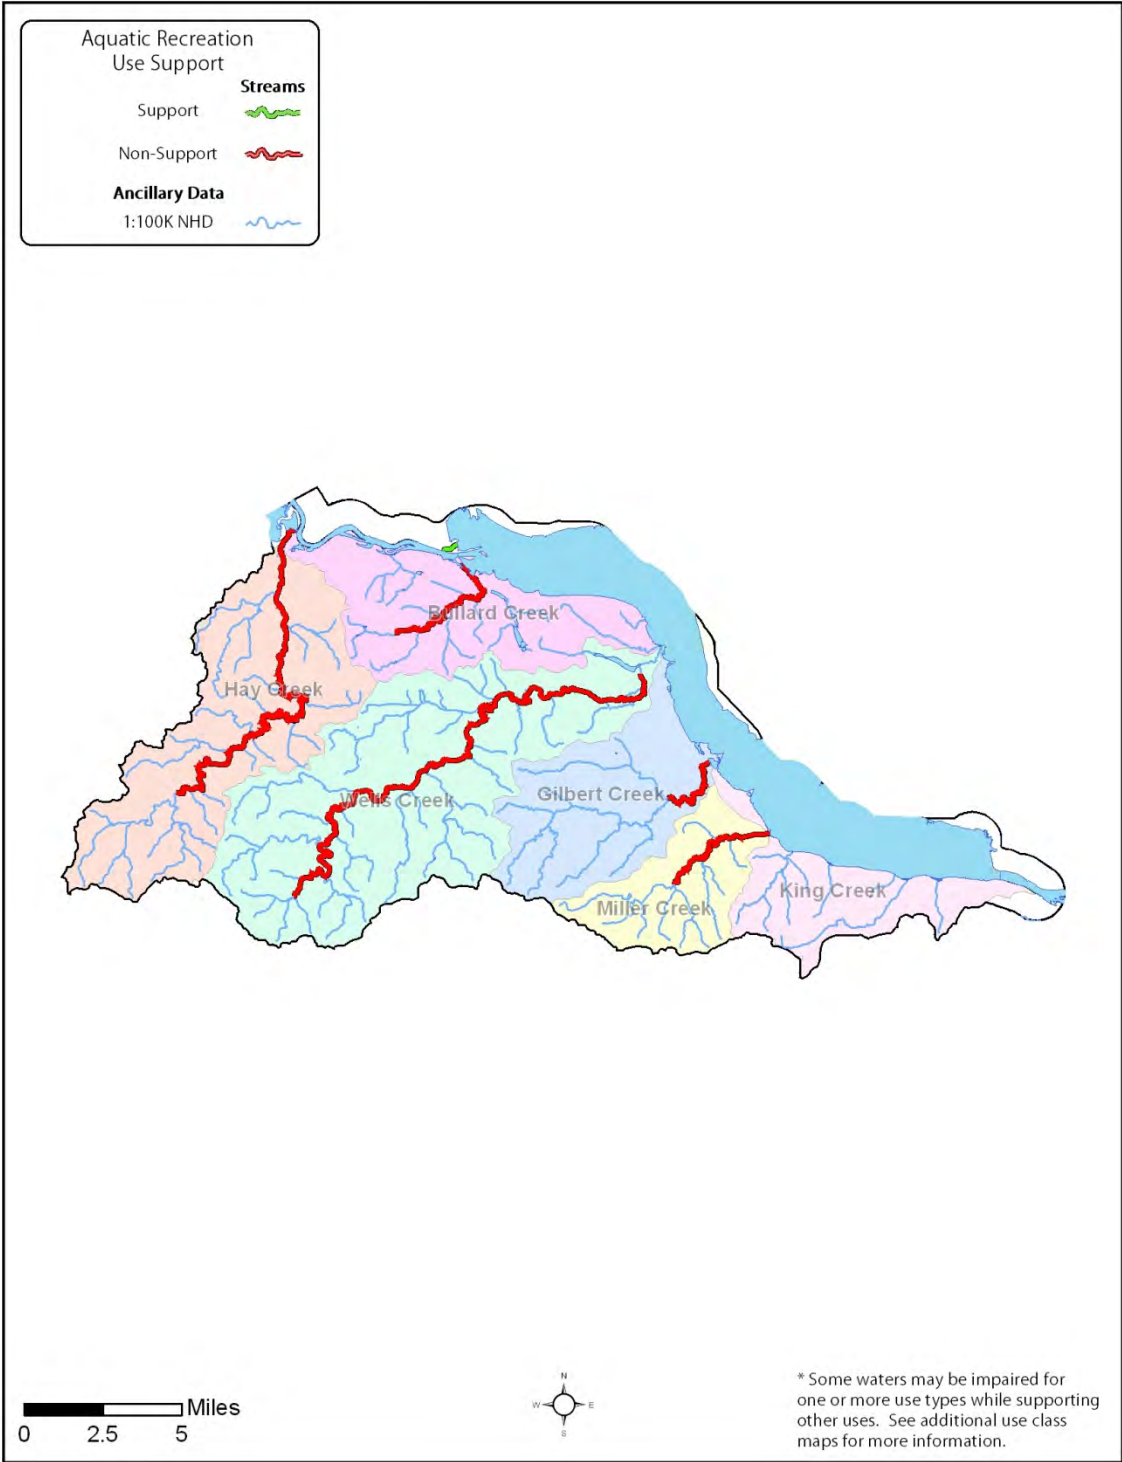 Aquatic Recreation
Use Support
Streams
Support
Non-Support
Ancillary Data
1:100K NHD
Bullard Creek
Hay Creek
Wells Creek
Gilbert Creek
Miller Creek
King Creek
Miles
0 2.5 5
N
W E
S
* Some waters may be impaired for
one or more use types while supporting
other uses. See additional use class
maps for more information.